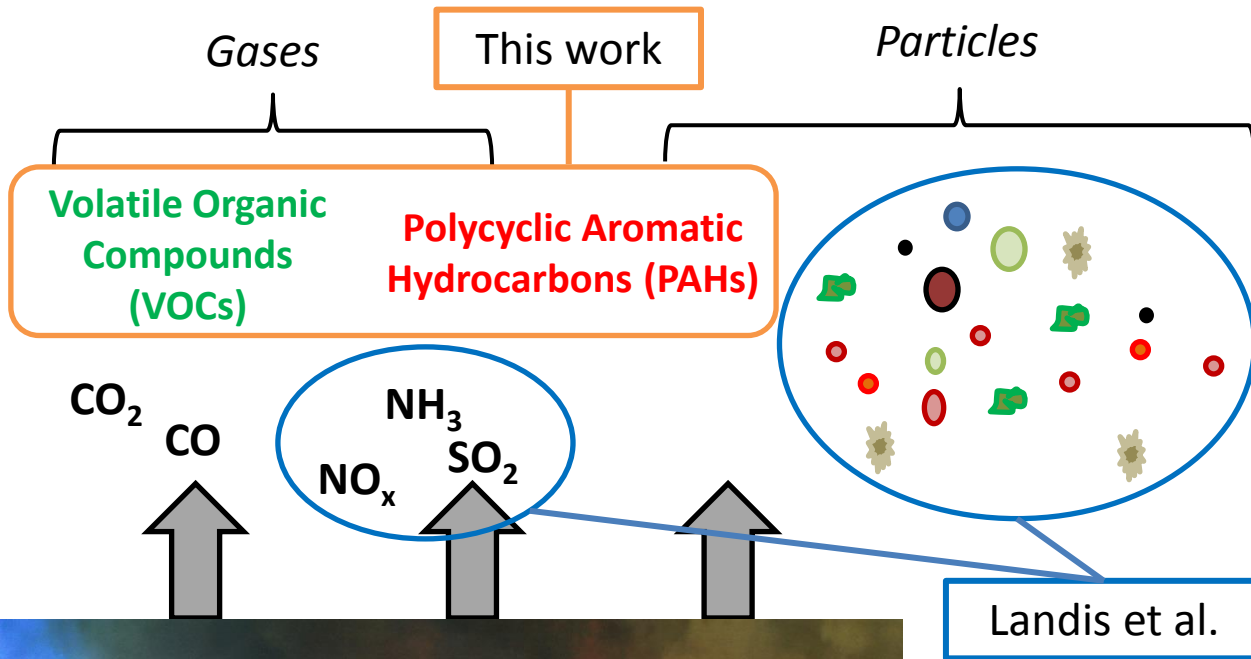 Gases
This work
Particles
Volatile Organic
Compounds
(VOCs)
Polycyclic Aromatic
Hydrocarbons (PAHs)
CO₂
CO
NH₃
SO₂
NOₓ
Landis et al.